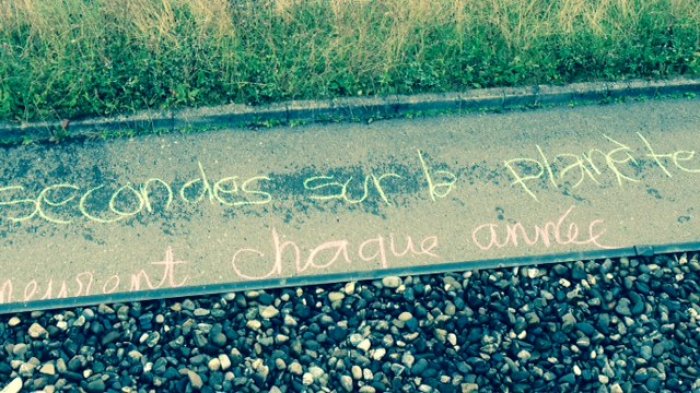 secondes sur la planète
meurent chaque année